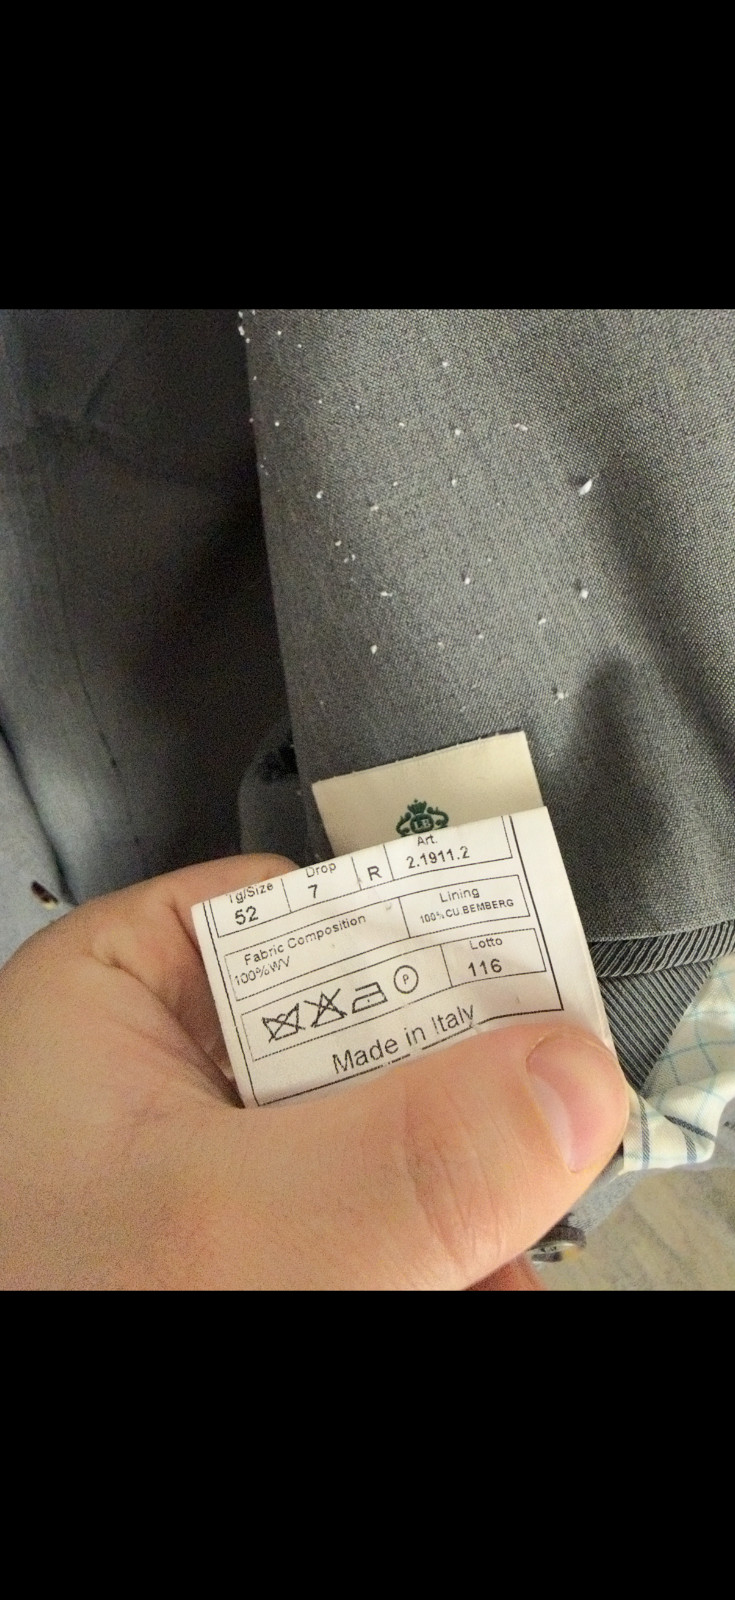 LB
Tg/Size Drop R Art.
52 7 2.1911.2
Fabric Composition Lining
100%WV 100%CU.BEMBERG
P Lotto
116
Made in Italy